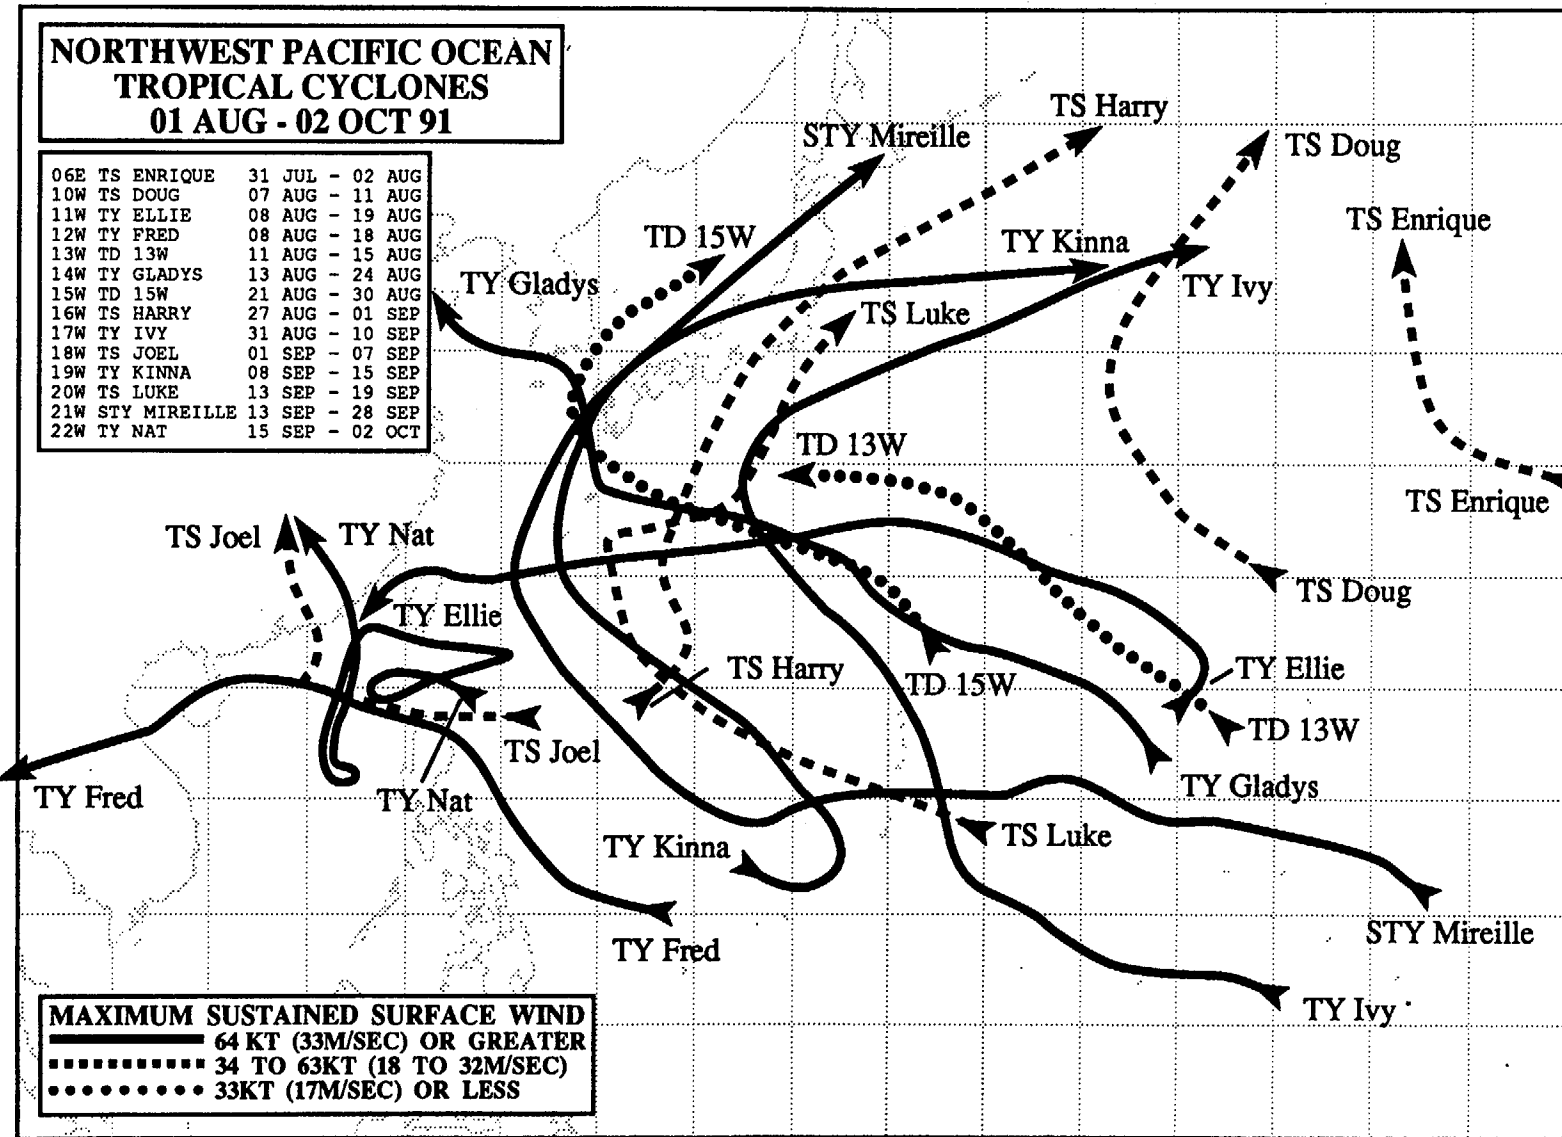 NORTHWEST PACIFIC OCEAN
TROPICAL CYCLONES
01 AUG - 02 OCT 91
06E TS ENRIQUE 31 JUL - 02 AUG
10W TS DOUG 07 AUG - 11 AUG
11W TY ELLIE 08 AUG - 19 AUG
12W TY FRED 08 AUG - 18 AUG
13W TD 13W 11 AUG - 15 AUG
14W TY GLADYS 13 AUG - 24 AUG
15W TD 15W 21 AUG - 30 AUG
16W TS HARRY 27 AUG - 01 SEP
17W TY IVY 31 AUG - 10 SEP
18W TS JOEL 01 SEP - 07 SEP
19W TY KINNA 08 SEP - 15 SEP
20W TS LUKE 13 SEP - 19 SEP
21W STY MIREILLE 13 SEP - 28 SEP
22W TY NAT 15 SEP - 02 OCT
TS Harry
STY Mireille
TS Doug
TS Enrique
TD 15W
TY Kinna
TY Gladys
TY Ivy
TS Luke
TD 13W
TS Enrique
TS Joel
TY Nat
TS Doug
TY Ellie
TS Harry
TY Ellie
TD 15W
TD 13W
TS Joel
TY Gladys
TY Fred
TY Nat
TS Luke
TY Kinna
STY Mireille
TY Fred
TY Ivy
MAXIMUM SUSTAINED SURFACE WIND
64 KT (33M/SEC) OR GREATER
34 TO 63KT (18 TO 32M/SEC)
33KT (17M/SEC) OR LESS